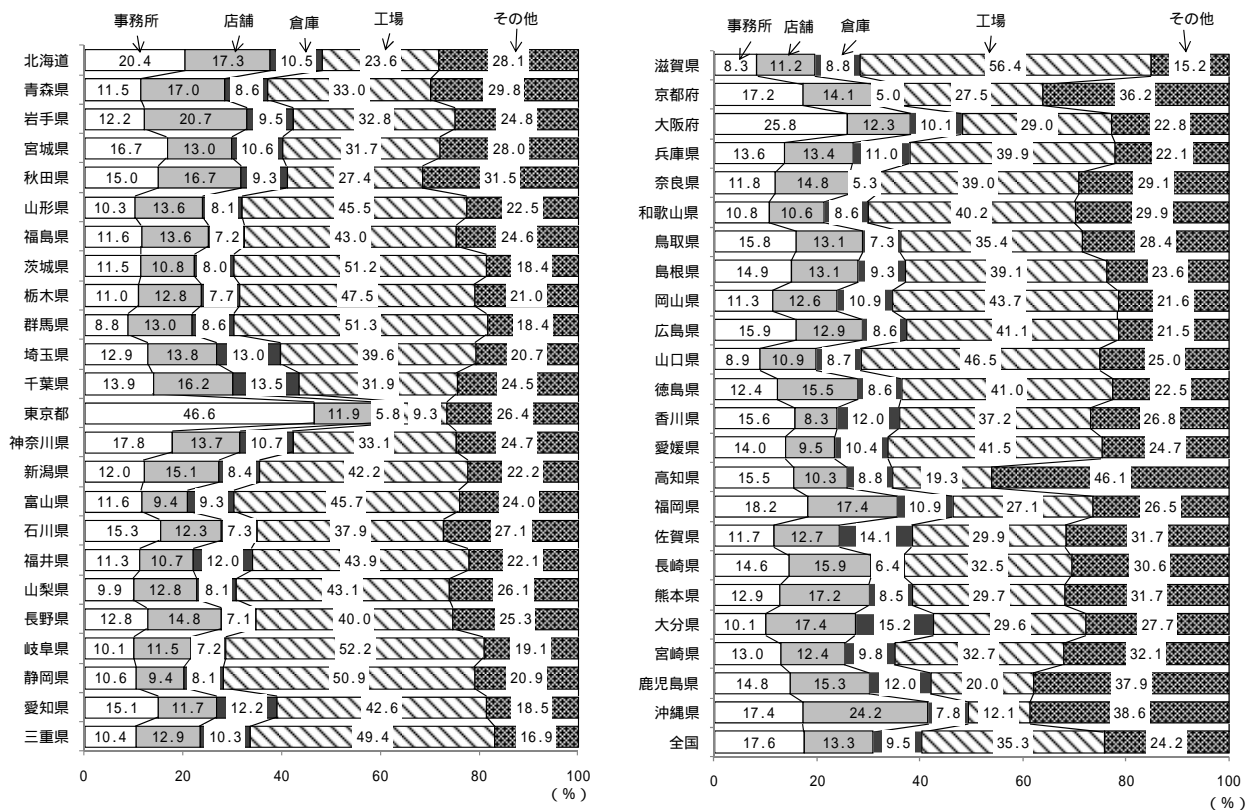 事務所 店舗 倉庫 工場 その他
北海道 20.4 17.3 10.5 23.6 28.1
青森県 11.5 17.0 8.6 33.0 29.8
岩手県 12.2 20.7 9.5 32.8 24.8
宮城県 16.7 13.0 10.6 31.7 28.0
秋田県 15.0 16.7 9.3 27.4 31.5
山形県 10.3 13.6 8.1 45.5 22.5
福島県 11.6 13.6 7.2 43.0 24.6
茨城県 11.5 10.8 8.0 51.2 18.4
栃木県 11.0 12.8 7.7 47.5 21.0
群馬県 8.8 13.0 8.6 51.3 18.4
埼玉県 12.9 13.8 13.0 39.6 20.7
千葉県 13.9 16.2 13.5 31.9 24.5
東京都 46.6 11.9 5.8 9.3 26.4
神奈川県 17.8 13.7 10.7 33.1 24.7
新潟県 12.0 15.1 8.4 42.2 22.2
富山県 11.6 9.4 9.3 45.7 24.0
石川県 15.3 12.3 7.3 37.9 27.1
福井県 11.3 10.7 12.0 43.9 22.1
山梨県 9.9 12.8 8.1 43.1 26.1
長野県 12.8 14.8 7.1 40.0 25.3
岐阜県 10.1 11.5 7.2 52.2 19.1
静岡県 10.6 9.4 8.1 50.9 20.9
愛知県 15.1 11.7 12.2 42.6 18.5
三重県 10.4 12.9 10.3 49.4 16.9
0 20 40 60 80 100
(%)
事務所 店舗 倉庫 工場 その他
滋賀県 8.3 11.2 8.8 56.4 15.2
京都府 17.2 14.1 5.0 27.5 36.2
大阪府 25.8 12.3 10.1 29.0 22.8
兵庫県 13.6 13.4 11.0 39.9 22.1
奈良県 11.8 14.8 5.3 39.0 29.1
和歌山県 10.8 10.6 8.6 40.2 29.9
鳥取県 15.8 13.1 7.3 35.4 28.4
島根県 14.9 13.1 9.3 39.1 23.6
岡山県 11.3 12.6 10.9 43.7 21.6
広島県 15.9 12.9 8.6 41.1 21.5
山口県 8.9 10.9 8.7 46.5 25.0
徳島県 12.4 15.5 8.6 41.0 22.5
香川県 15.6 8.3 12.0 37.2 26.8
愛媛県 14.0 9.5 10.4 41.5 24.7
高知県 15.5 10.3 8.8 19.3 46.1
福岡県 18.2 17.4 10.9 27.1 26.5
佐賀県 11.7 12.7 14.1 29.9 31.7
長崎県 14.6 15.9 6.4 32.5 30.6
熊本県 12.9 17.2 8.5 29.7 31.7
大分県 10.1 17.4 15.2 29.6 27.7
宮崎県 13.0 12.4 9.8 32.7 32.1
鹿児島県 14.8 15.3 12.0 20.0 37.9
沖縄県 17.4 24.2 7.8 12.1 38.6
全国 17.6 13.3 9.5 35.3 24.2
0 20 40 60 80 100
(%)